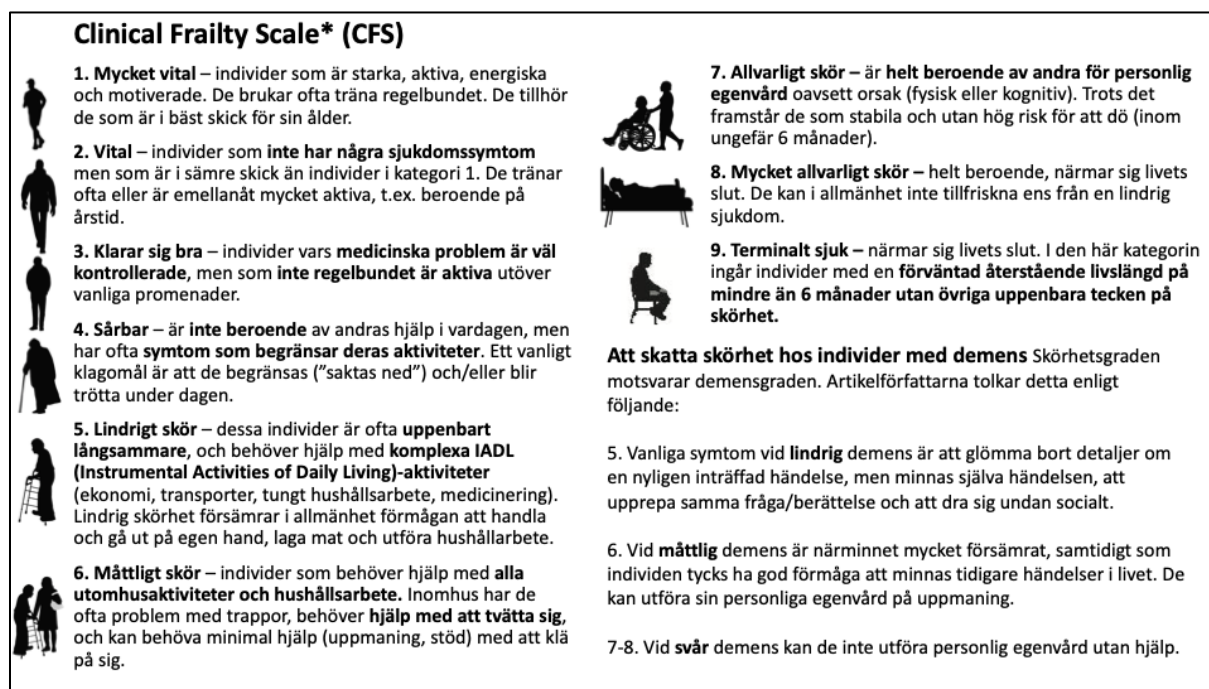 Clinical Frailty Scale* (CFS)
1. Mycket vital – individer som är starka, aktiva, energiska
och motiverade. De brukar ofta träna regelbundet. De tillhör
de som är i bäst skick för sin ålder.
2. Vital – individer som inte har några sjukdomssymtom
men som är i sämre skick än individer i kategori 1. De tränar
ofta eller är emellanåt mycket aktiva, t.ex. beroende på
årstid.
3. Klarar sig bra – individer vars medicinska problem är väl
kontrollerade, men som inte regelbundet är aktiva utöver
vanliga promenader.
4. Sårbar – är inte beroende av andras hjälp i vardagen, men
har ofta symtom som begränsar deras aktiviteter. Ett vanligt
klagomål är att de begränsas (”saktas ned”) och/eller blir
trötta under dagen.
5. Lindrigt skör – dessa individer är ofta uppenbart
långsammare, och behöver hjälp med komplexa IADL
(Instrumental Activities of Daily Living)-aktiviteter
(ekonomi, transporter, tungt hushållsarbete, medicinering).
Lindrig skörhet försämrar i allmänhet förmågan att handla
och gå ut på egen hand, laga mat och utföra hushållarbete.
6. Måttligt skör – individer som behöver hjälp med alla
utomhusaktiviteter och hushållsarbete. Inomhus har de
ofta problem med trappor, behöver hjälp med att tvätta sig,
och kan behöva minimal hjälp (uppmaning, stöd) med att klä
på sig.
7. Allvarligt skör – är helt beroende av andra för personlig
egenvård oavsett orsak (fysisk eller kognitiv). Trots det
framstår de som stabila och utan hög risk för att dö (inom
ungefär 6 månader).
8. Mycket allvarligt skör – helt beroende, närmar sig livets
slut. De kan i allmänhet inte tillfriskna ens från en lindrig
sjukdom.
9. Terminalt sjuk – närmar sig livets slut. I den här kategorin
ingår individer med en förväntad återstående livslängd på
mindre än 6 månader utan övriga uppenbara tecken på
skörhet.
Att skatta skörhet hos individer med demens Skörhetsgraden
motsvarar demensgraden. Artikelförfattarna tolkar detta enligt
följande:
5. Vanliga symtom vid lindrig demens är att glömma bort detaljer om
en nyligen inträffad händelse, men minnas själva händelsen, att
upprepa samma fråga/berättelse och att dra sig undan socialt.
6. Vid måttlig demens är närminnet mycket försämrat, samtidigt som
individen tycks ha god förmåga att minnas tidigare händelser i livet. De
kan utföra sin personliga egenvård på uppmaning.
7-8. Vid svår demens kan de inte utföra personlig egenvård utan hjälp.